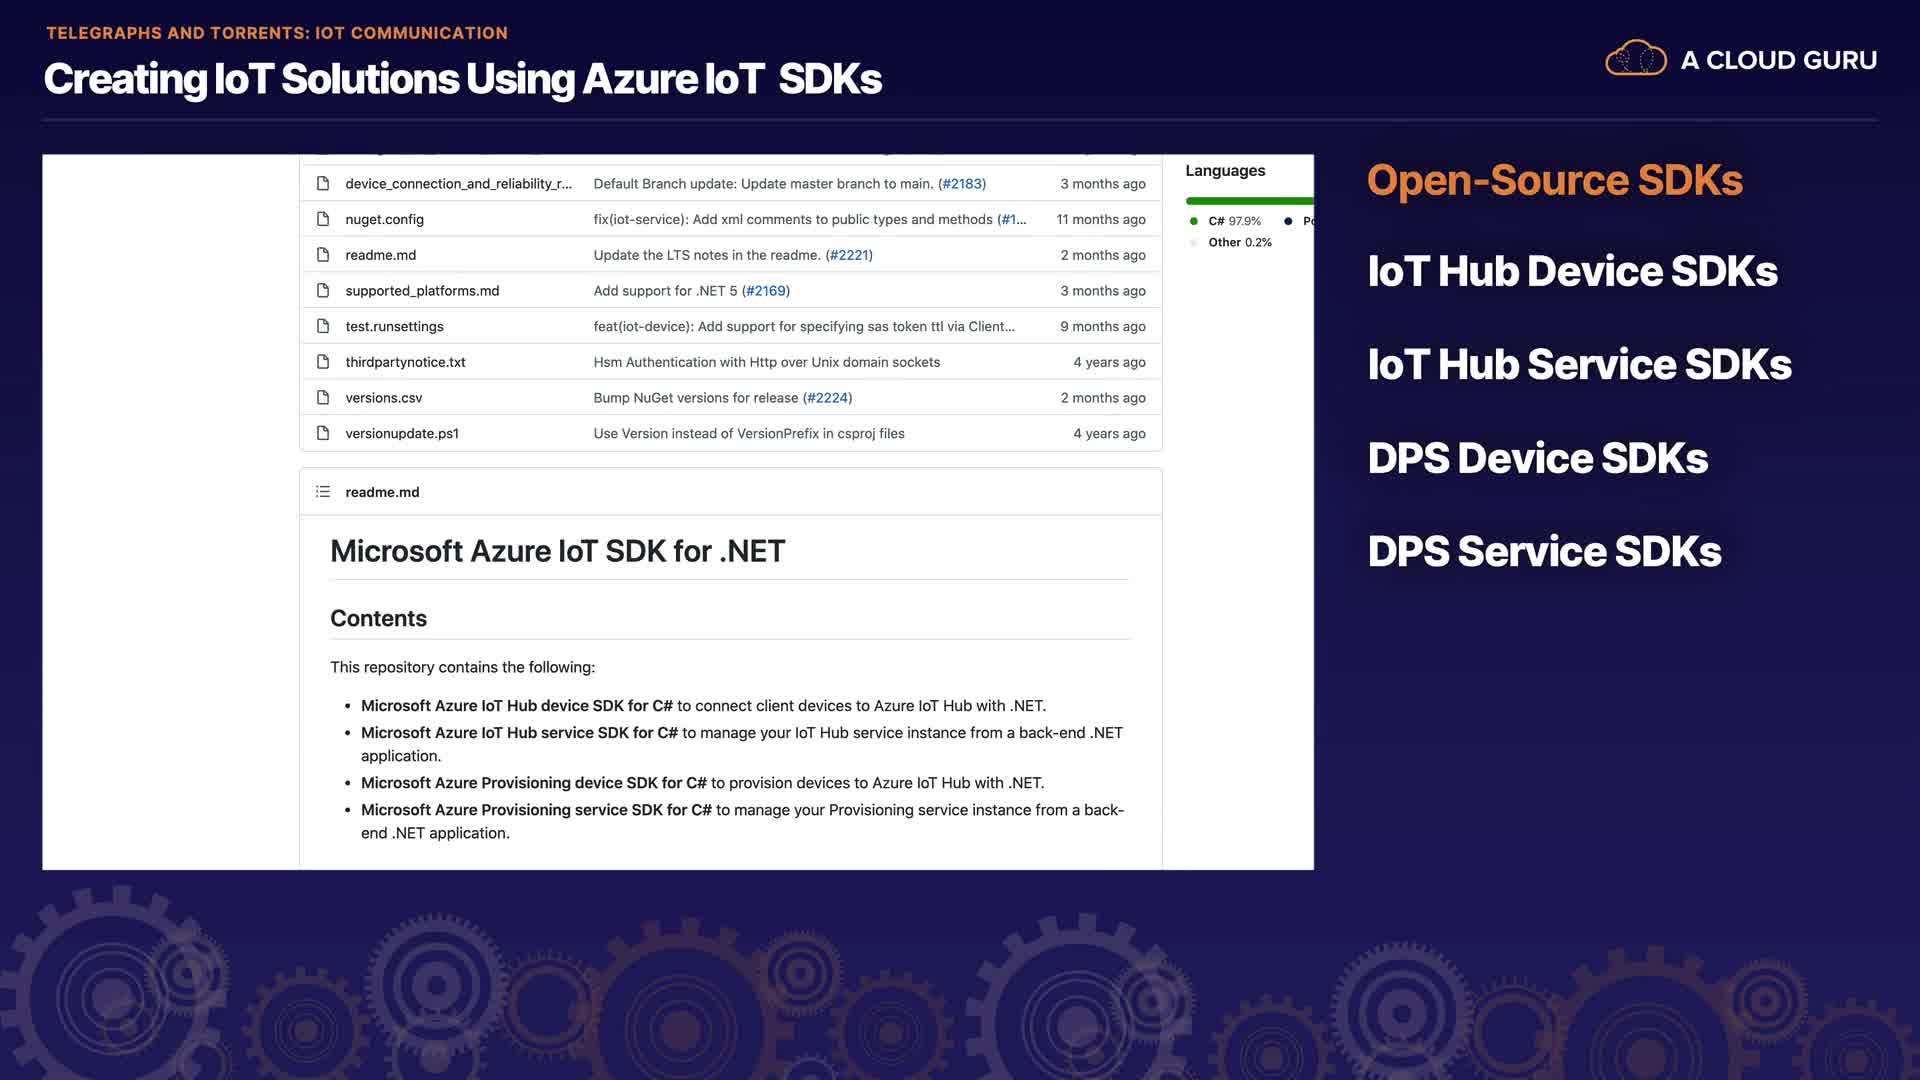 TELEGRAPHS AND TORRENTS: IOT COMMUNICATION
Creating IoT Solutions Using Azure IoT SDKs
A CLOUD GURU
device_connection_and_reliability_r... Default Branch update: Update master branch to main. (#2183) 3 months ago
nuget.config fix(iot-service): Add xml comments to public types and methods (#1... 11 months ago
readme.md Update the LTS notes in the readme. (#2221) 2 months ago
supported_platforms.md Add support for .NET 5 (#2169) 3 months ago
test.runsettings feat(iot-device): Add support for specifying sas token ttl via Client... 9 months ago
thirdpartynotice.txt Hsm Authentication with Http over Unix domain sockets 4 years ago
versions.csv Bump NuGet versions for release (#2224) 2 months ago
versionupdate.ps1 Use Version instead of VersionPrefix in csproj files 4 years ago
readme.md
Microsoft Azure IoT SDK for .NET
Contents
This repository contains the following:
• Microsoft Azure IoT Hub device SDK for C# to connect client devices to Azure IoT Hub with .NET.
• Microsoft Azure IoT Hub service SDK for C# to manage your IoT Hub service instance from a back-end .NET
application.
• Microsoft Azure Provisioning device SDK for C# to provision devices to Azure IoT Hub with .NET.
• Microsoft Azure Provisioning service SDK for C# to manage your Provisioning service instance from a back-
end .NET application.
Languages
C# 97.9%
Other 0.2%
Open-Source SDKs
IoT Hub Device SDKs
IoT Hub Service SDKs
DPS Device SDKs
DPS Service SDKs